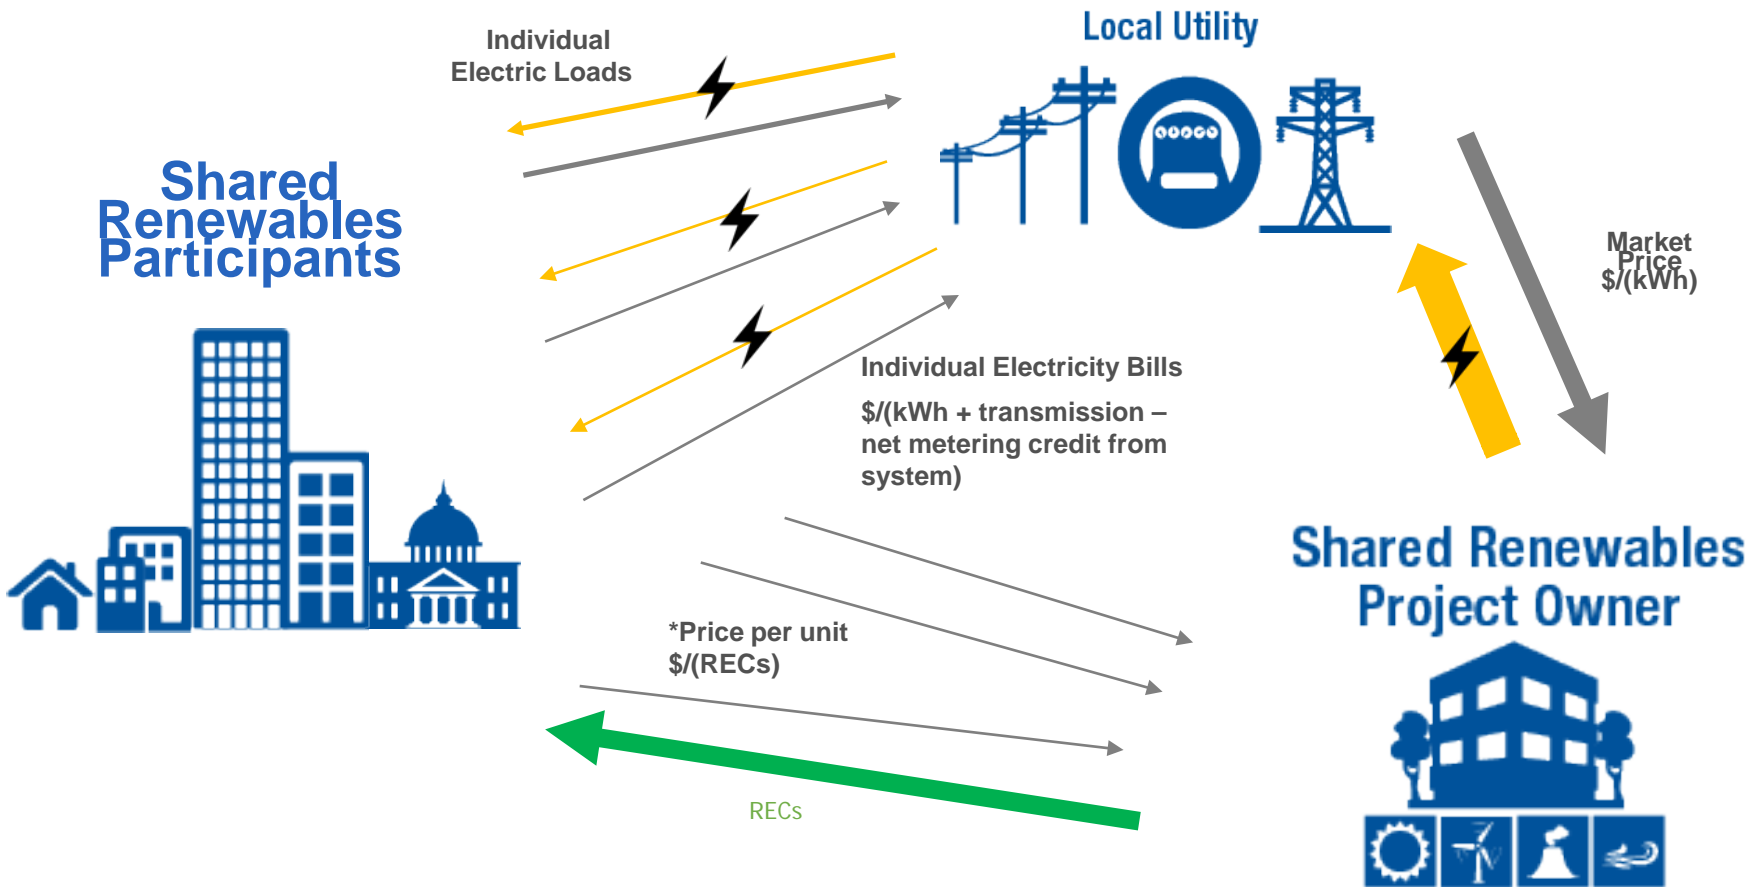 Local Utility
Individual
Electric Loads
Shared
Renewables
Participants
Market
Price
$/(kWh)
Individual Electricity Bills
$/(kWh + transmission –
net metering credit from
system)
Shared Renewables
Project Owner
*Price per unit
$/(RECs)
RECs